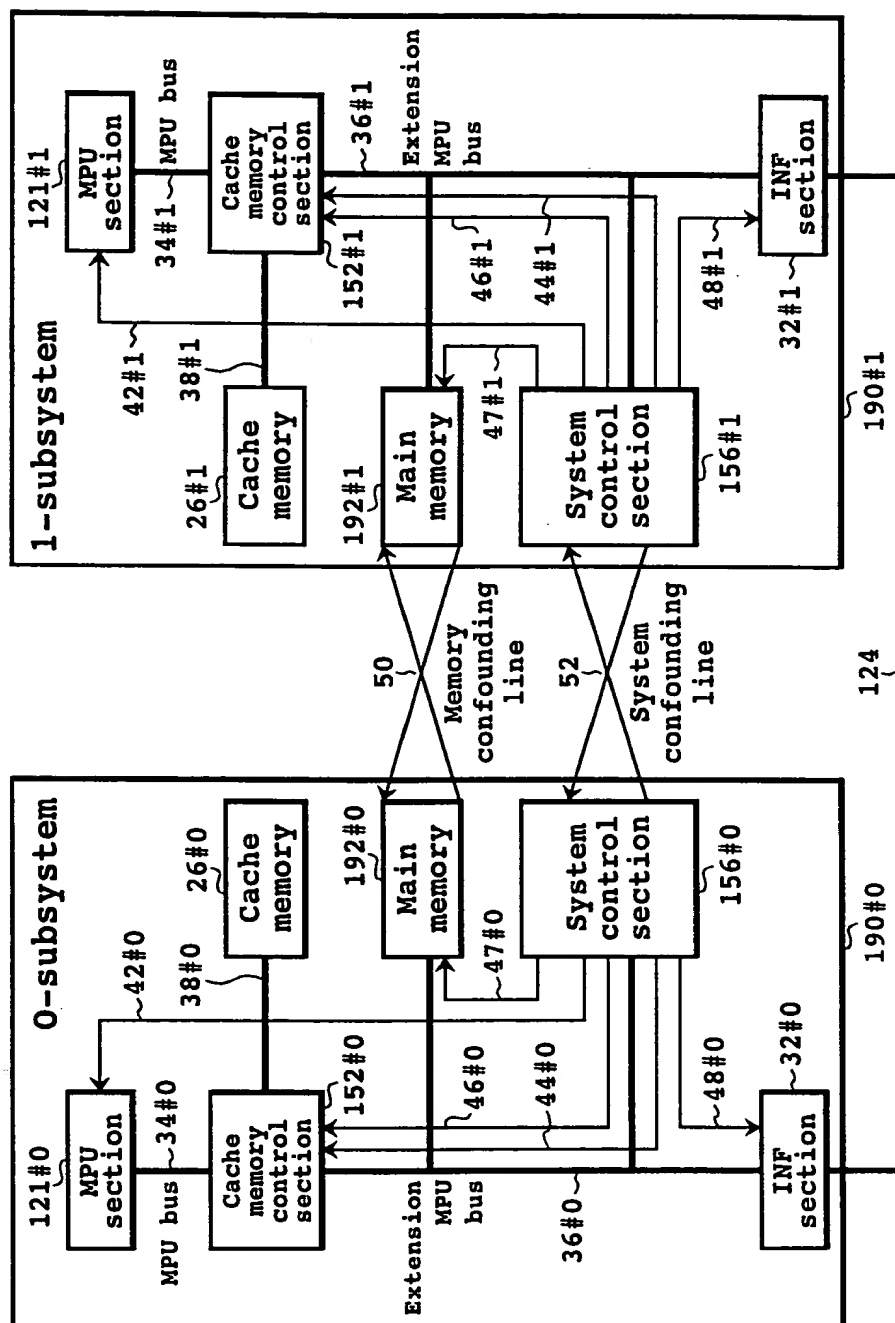 0-subsystem
121#0
MPU
section
MPU bus
34#0
42#0
Cache
memory
control
section
152#0
38#0
Cache
memory
26#0
Extension
MPU
bus
46#0
44#0
47#0
Main
memory
192#0
36#0
System
control
section
156#0
48#0
INF
section
32#0
190#0
50
Memory
confounding
line
52
System
confounding
line
124
1-subsystem
121#1
MPU
section
MPU bus
34#1
42#1
38#1
Cache
memory
26#1
Cache
memory
control
section
152#1
36#1
Extension
MPU
bus
46#1
44#1
47#1
Main
memory
192#1
System
control
section
156#1
48#1
INF
section
32#1
190#1